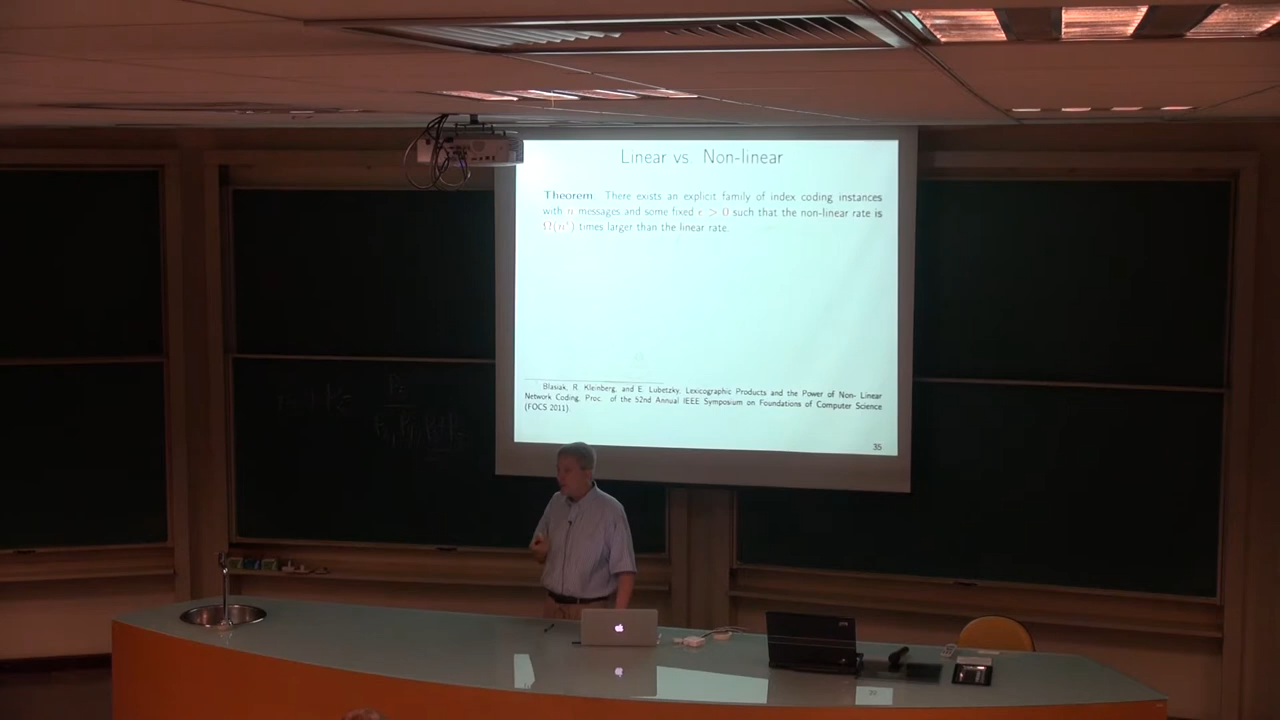 Linear vs. Non-linear
Theorem There exists an explicit family of index coding instances
with n messages and some fixed ϵ > 0 such that the non-linear rate is
Ω(n^ϵ) times larger than the linear rate.
Blasiak, R. Kleinberg, and E. Lubetzky, Lexicographic Products and the Power of Non- Linear
Network Coding, Proc. of the 52nd Annual IEEE Symposium on Foundations of Computer Science
(FOCS 2011).
35